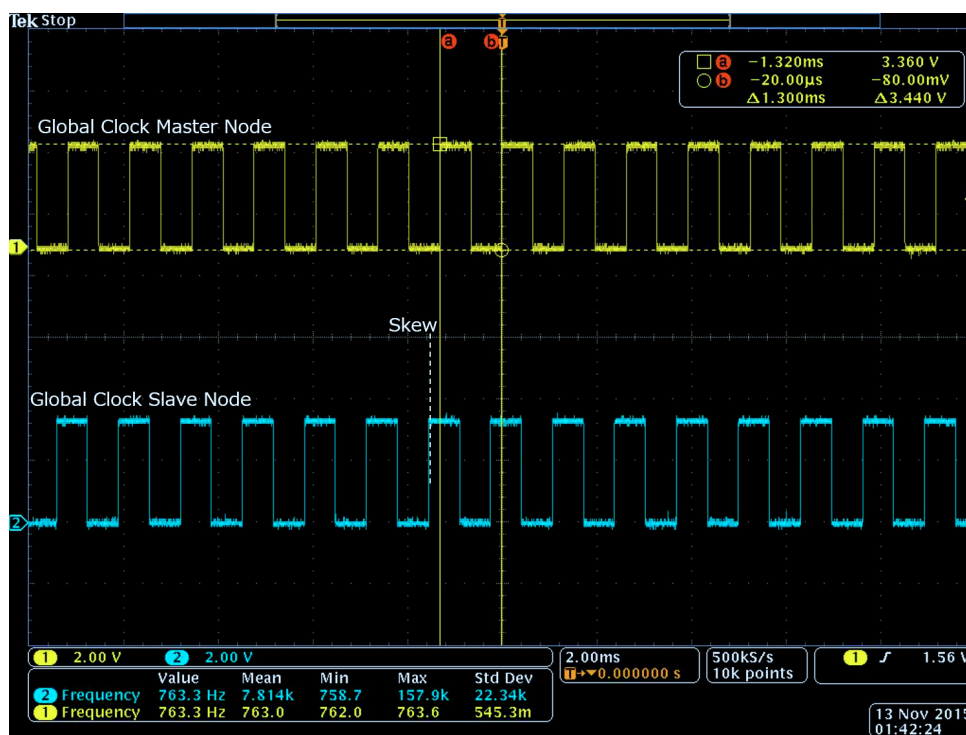 Tek Stop
T
a b T
a −1.320ms 3.360 V
b −20.00µs −80.00mV
Δ1.300ms Δ3.440 V
Global Clock Master Node
1
Skew
Global Clock Slave Node
2
1 2.00 V 2 2.00 V
2.00ms
T→▼0.000000 s
500kS/s
10k points
1 1.56 V
Value Mean Min Max Std Dev
2 Frequency 763.3 Hz 7.814k 758.7 157.9k 22.34k
1 Frequency 763.3 Hz 763.0 762.0 763.6 545.3m
13 Nov 2015
01:42:24